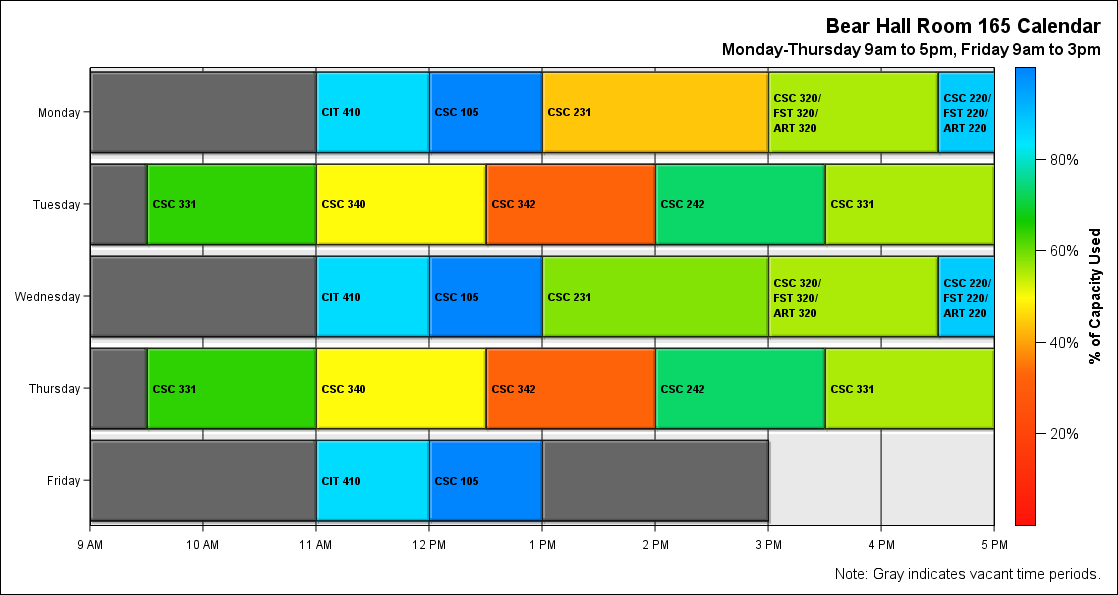 Bear Hall Room 165 Calendar
Monday-Thursday 9am to 5pm, Friday 9am to 3pm
Monday
CIT 410
CSC 105
CSC 231
CSC 320/
FST 320/
ART 320
CSC 220/
FST 220/
ART 220
Tuesday
CSC 331
CSC 340
CSC 342
CSC 242
CSC 331
Wednesday
CIT 410
CSC 105
CSC 231
CSC 320/
FST 320/
ART 320
CSC 220/
FST 220/
ART 220
Thursday
CSC 331
CSC 340
CSC 342
CSC 242
CSC 331
Friday
CIT 410
CSC 105
9 AM
10 AM
11 AM
12 PM
1 PM
2 PM
3 PM
4 PM
5 PM
80%
60%
40%
20%
% of Capacity Used
Note: Gray indicates vacant time periods.